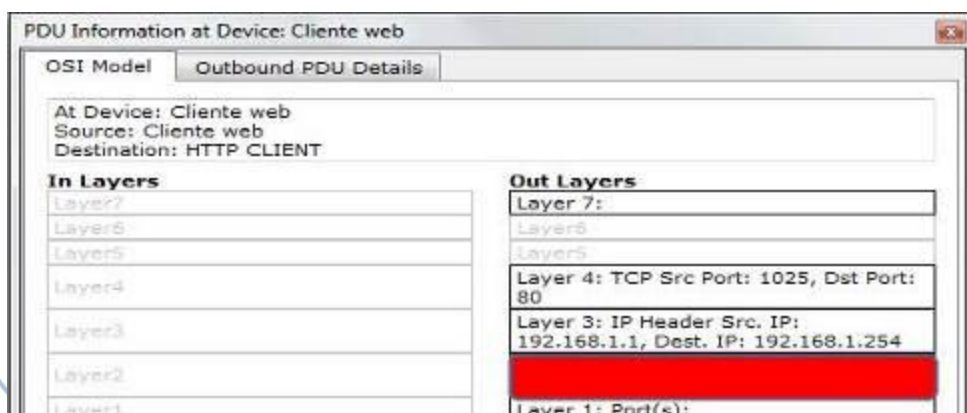 PDU Information at Device: Cliente web
OSI Model
Outbound PDU Details
At Device: Cliente web
Source: Cliente web
Destination: HTTP CLIENT
In Layers
Layer7
Layer6
Layer5
Layer4
Layer3
Layer2
Layer1
Out Layers
Layer 7:
Layer6
Layer5
Layer 4: TCP Src Port: 1025, Dst Port:
80
Layer 3: IP Header Src. IP:
192.168.1.1, Dest. IP: 192.168.1.254
Layer 1: Port(s):